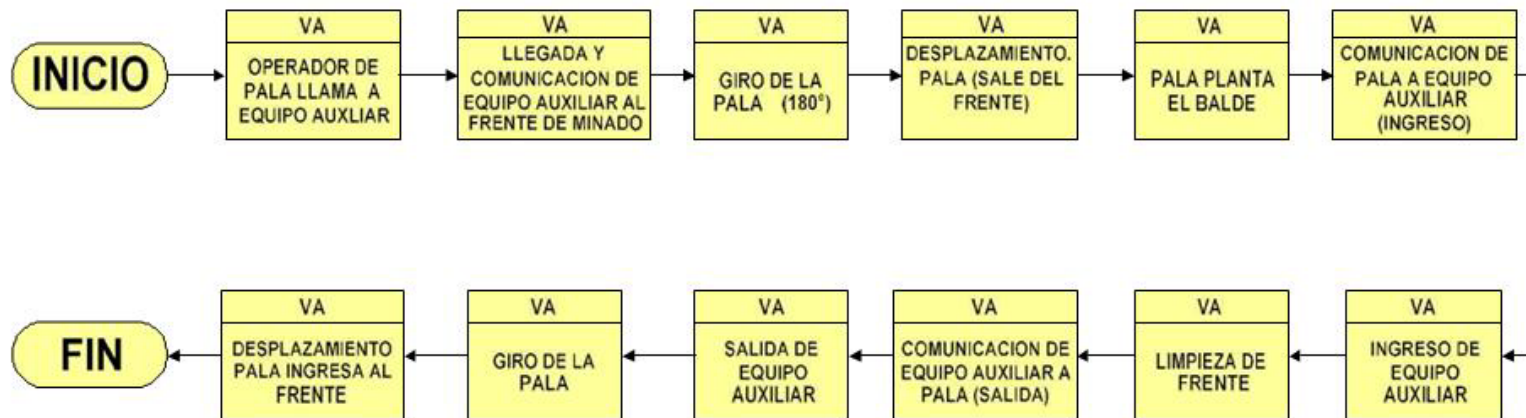 INICIO
VA
OPERADOR DE
PALA LLAMA A
EQUIPO AUXLIAR
VA
LLEGADA Y
COMUNICACION DE
EQUIPO AUXILIAR AL
FRENTE DE MINADO
VA
GIRO DE LA
PALA (180°)
VA
DESPLAZAMIENTO.
PALA (SALE DEL
FRENTE)
VA
PALA PLANTA
EL BALDE
VA
COMUNICACION DE
PALA A EQUIPO
AUXILIAR
(INGRESO)
VA
INGRESO DE
EQUIPO
AUXILIAR
VA
LIMPIEZA DE
FRENTE
VA
COMUNICACION DE
EQUIPO AUXILIAR A
PALA (SALIDA)
VA
SALIDA DE
EQUIPO
AUXILIAR
VA
GIRO DE LA
PALA
VA
DESPLAZAMIENTO
PALA INGRESA AL
FRENTE
FIN